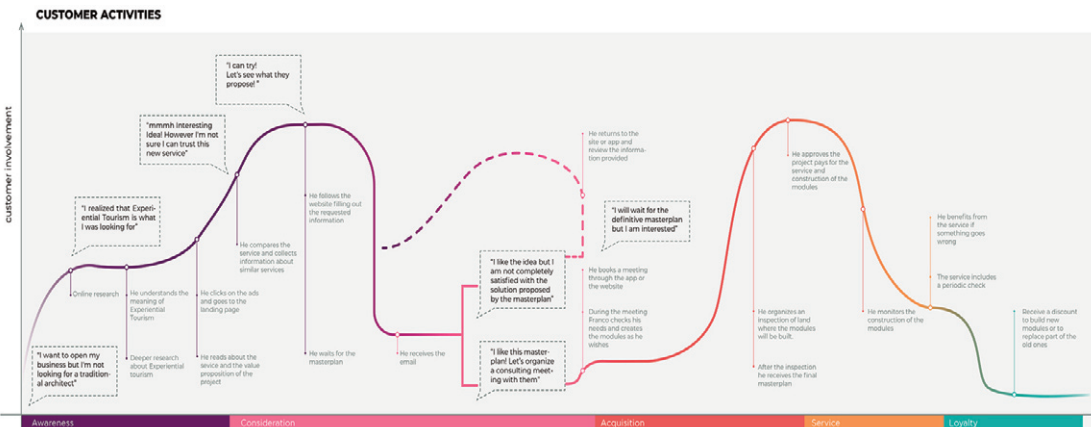 CUSTOMER ACTIVITIES
customer involvement
"I want to open my
business but I'm not
looking for a tradition-
al architect"
"I realized that Experi-
ential Tourism is what
I was looking for"
Online research
He understands the
meaning of
Experiential
Tourism
Deeper research
about Experiential
tourism
"mmmh Interesting
Idea! However I'm not
sure I can trust this
new service"
He clicks on the ads
and goes to the
landing page
He reads about the
sevice and the value
proposition of the
project
He compares the
service and collects
information about
similar services
"I can try!
Let's see what they
propose! "
He follows the
website filling out
the requested
information
He waits for the
masterplan
He receives the
email
"I like the idea but I
am not completely
satisfied with the
solution proposed
by the masterplan"
"I like this master-
plan! Let's organize
a consulting meet-
ing with them"
He returns to the
site or app and
review the informa-
tion provided
"I will wait for the
definitive masterplan
but I am interested"
He books a meeting
through the app or
the website
During the meeting
Franco checks his
needs and creates
the modules as he
wishes
He organizes an
inspection of land
where the modules
will be built.
After the inspection
he receives the final
masterplan
He approves the
project pays for the
service and
construction of the
modules
He monitors the
construction of the
modules
He benefits from
the service if
something goes
wrong
The service includes
a periodic check
Receive a discount
to build new
modules or to
replace part of the
old ones
Awareness
Consideration
Acquisition
Service
Loyalty